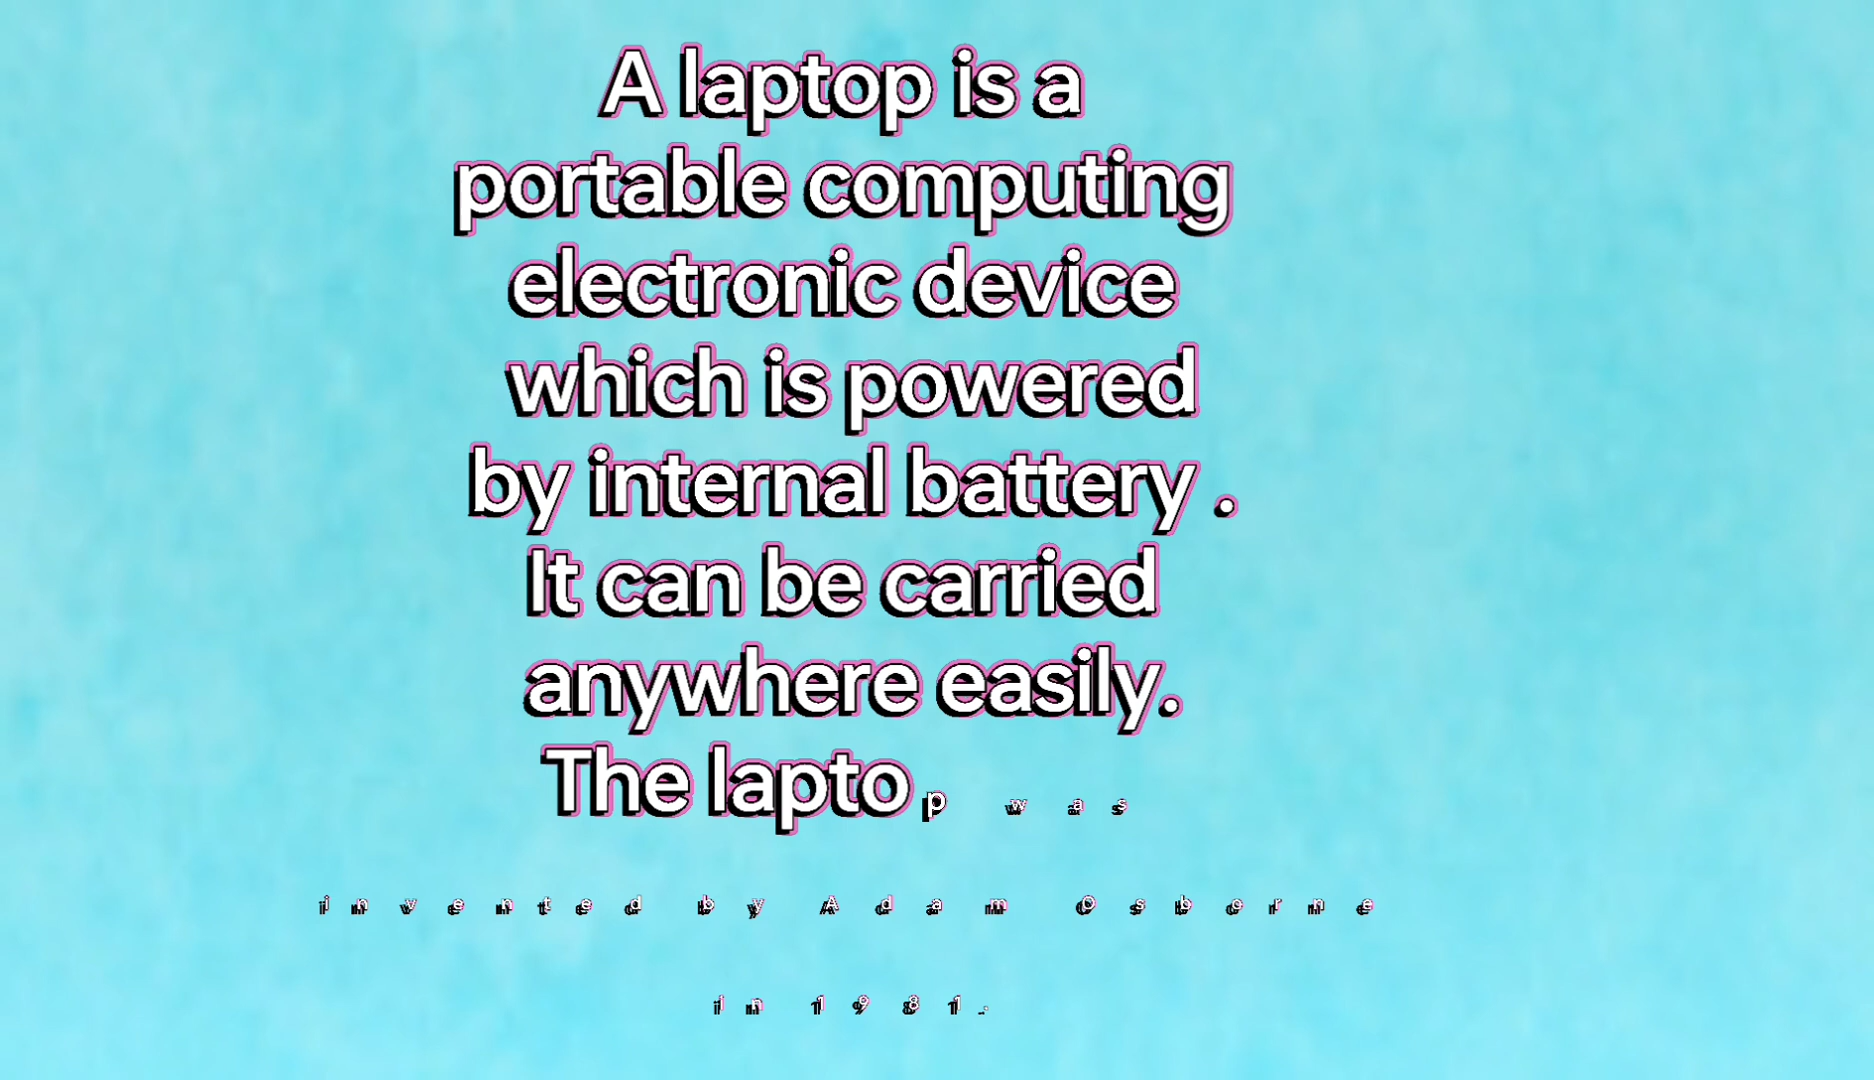 A laptop is a
portable computing
electronic device
which is powered
by internal battery .
It can be carried
anywhere easily.
The laptop was
invented by Adam Osborne
in 1981.